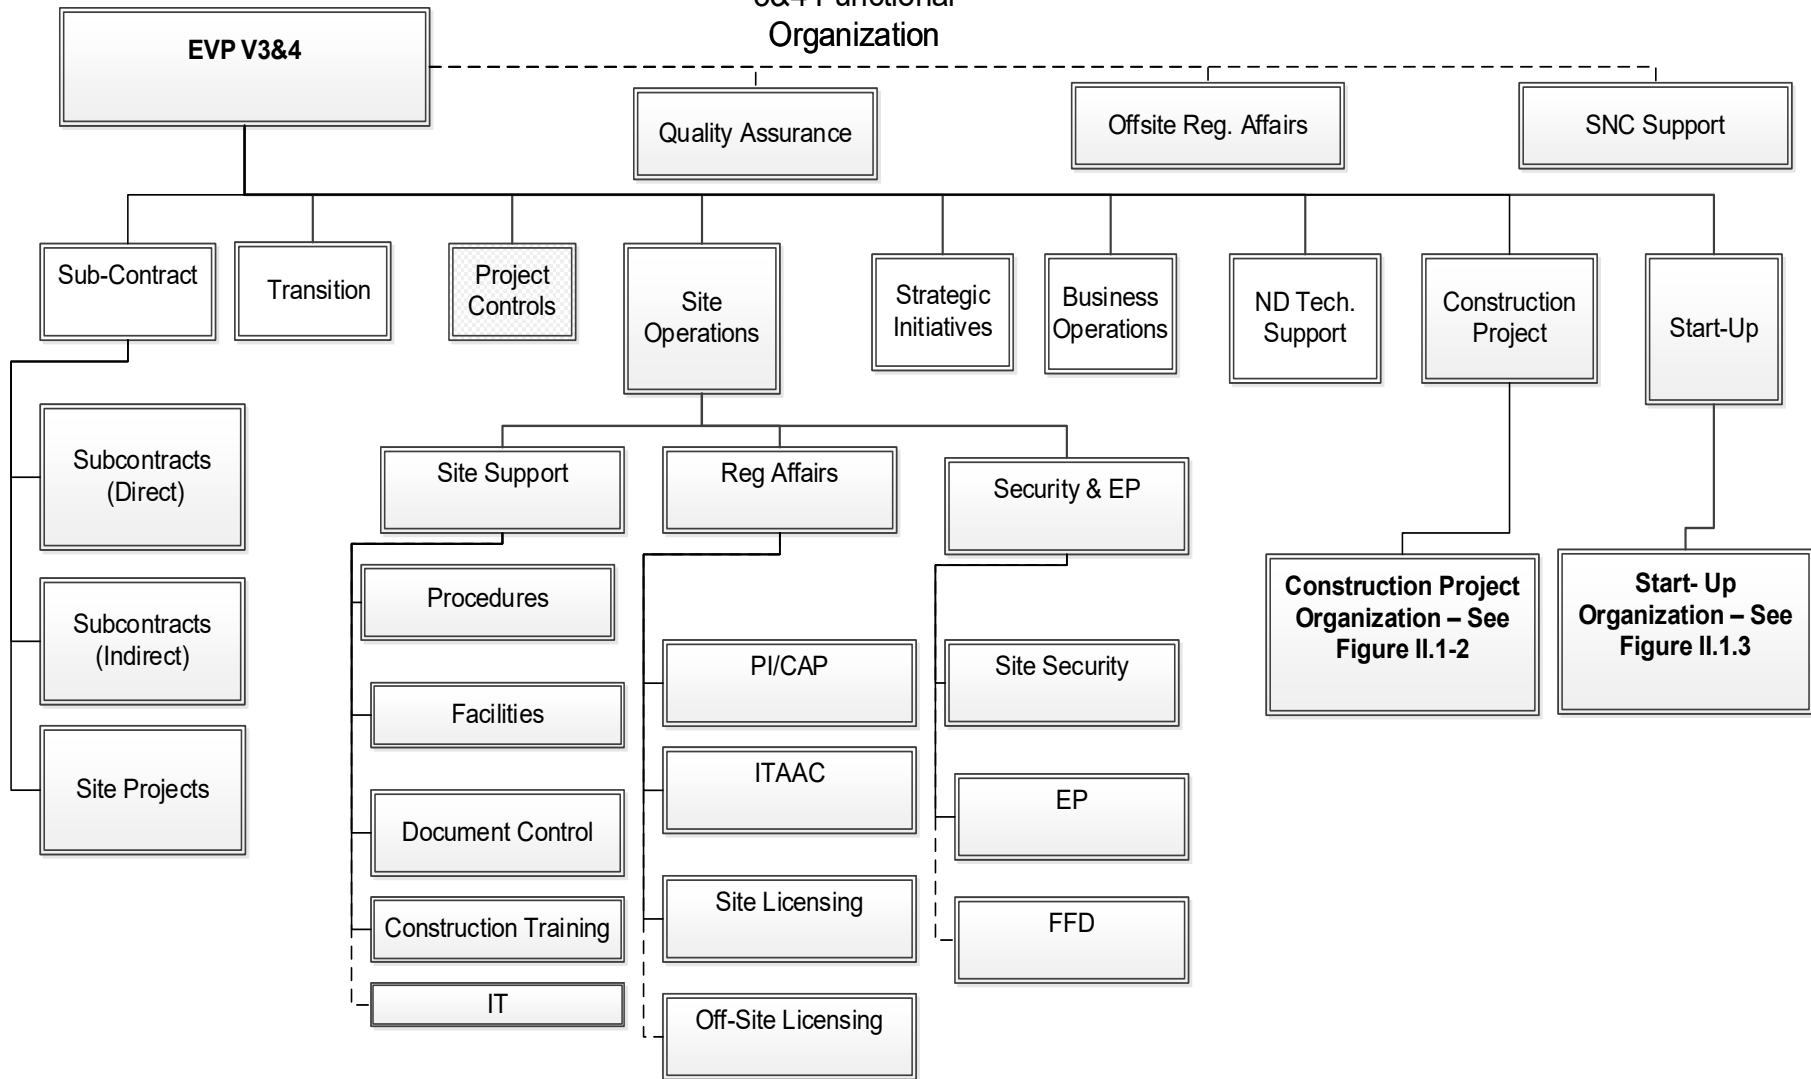 Organization
EVP V3&4
Quality Assurance
Offsite Reg. Affairs
SNC Support
Sub-Contract
Transition
Project
Controls
Site
Operations
Strategic
Initiatives
Business
Operations
ND Tech.
Support
Construction
Project
Start-Up
Subcontracts
(Direct)
Subcontracts
(Indirect)
Site Projects
Site Support
Procedures
Facilities
Document Control
Construction Training
IT
Reg Affairs
PI/CAP
ITAAC
Site Licensing
Off-Site Licensing
Security & EP
Site Security
EP
FFD
Construction Project
Organization – See
Figure II.1-2
Start- Up
Organization – See
Figure II.1.3